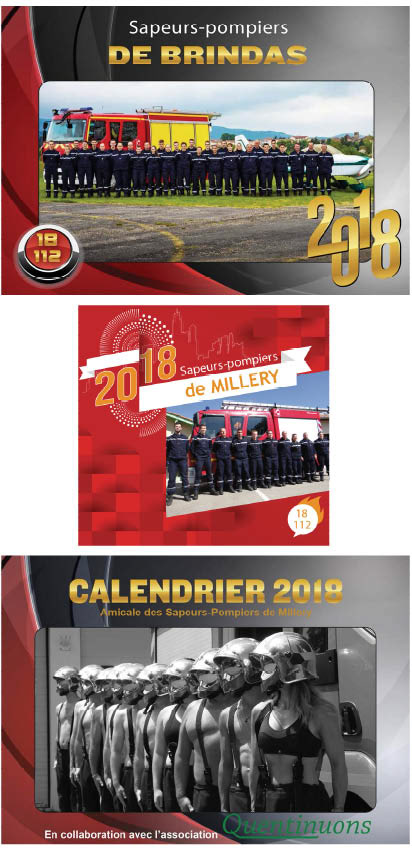 Sapeurs-pompiers
DE BRINDAS
2018
18
112
2018
Sapeurs-pompiers
de MILLERY
18
112
CALENDRIER 2018
Amicale des Sapeurs-Pompiers de Millery
En collaboration avec l'association Quentinuons